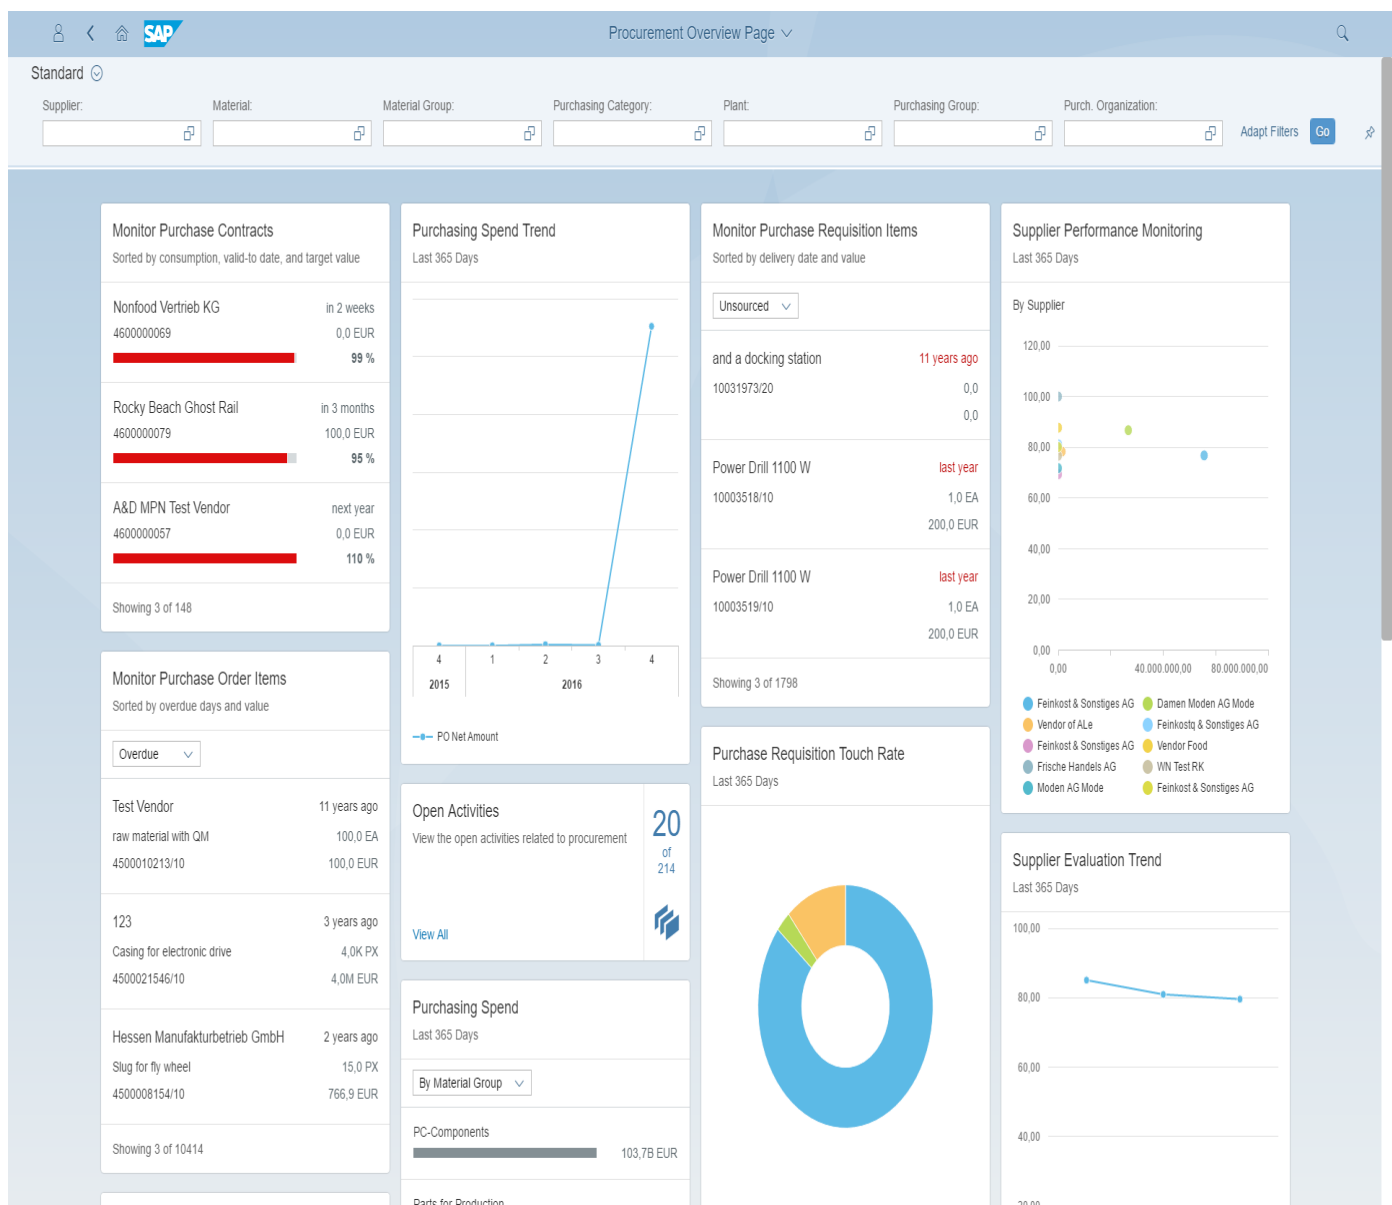 SAP
Procurement Overview Page
Standard
Supplier:
Material:
Material Group:
Purchasing Category:
Plant:
Purchasing Group:
Purch. Organization:
Adapt Filters
Go
Monitor Purchase Contracts
Sorted by consumption, valid-to date, and target value
Nonfood Vertrieb KG in 2 weeks
4600000069 0,0 EUR
99 %
Rocky Beach Ghost Rail in 3 months
4600000079 100,0 EUR
95 %
A&D MPN Test Vendor next year
4600000057 0,0 EUR
110 %
Showing 3 of 148
Monitor Purchase Order Items
Sorted by overdue days and value
Overdue
Test Vendor 11 years ago
raw material with QM 100,0 EA
4500010213/10 100,0 EUR
123 3 years ago
Casing for electronic drive 4,0K PX
4500021546/10 4,0M EUR
Hessen Manufakturbetrieb GmbH 2 years ago
Slug for fly wheel 15,0 PX
4500008154/10 766,9 EUR
Showing 3 of 10414
Purchasing Spend Trend
Last 365 Days
4 1 2 3 4
2015 2016
PO Net Amount
Open Activities
View the open activities related to procurement
20
of
214
View All
Purchasing Spend
Last 365 Days
By Material Group
PC-Components
103,7B EUR
Parts for Production
Monitor Purchase Requisition Items
Sorted by delivery date and value
Unsourced
and a docking station 11 years ago
10031973/20 0,0
0,0
Power Drill 1100 W last year
10003518/10 1,0 EA
200,0 EUR
Power Drill 1100 W last year
10003519/10 1,0 EA
200,0 EUR
Showing 3 of 1798
Purchase Requisition Touch Rate
Last 365 Days
Supplier Performance Monitoring
Last 365 Days
By Supplier
120,00
100,00
80,00
60,00
40,00
20,00
0,00
0,00 40.000.000,00 80.000.000,00
Feinkost & Sonstiges AG Damen Moden AG Mode
Vendor of ALe Feinkostq & Sonstiges AG
Feinkost & Sonstiges AG Vendor Food
Frische Handels AG WN Test RK
Moden AG Mode Feinkost & Sonstiges AG
Supplier Evaluation Trend
Last 365 Days
100,00
80,00
60,00
40,00
20,00